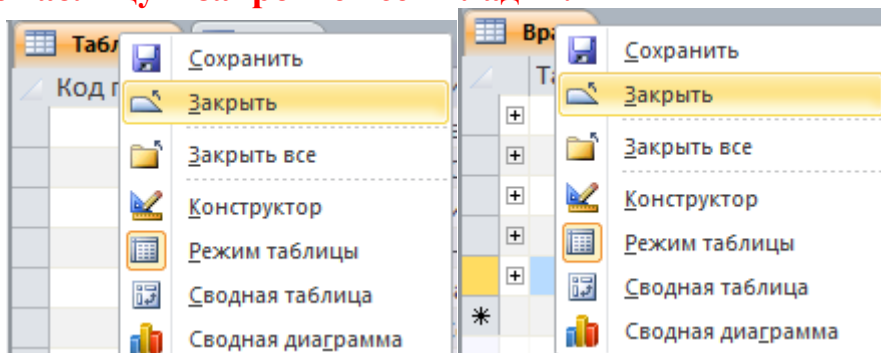 Табл
Код п
Сохранить
Закрыть
Закрыть все
Конструктор
Режим таблицы
Сводная таблица
Сводная диаграмма
Вра
Та
Сохранить
Закрыть
Закрыть все
Конструктор
Режим таблицы
Сводная таблица
Сводная диаграмма